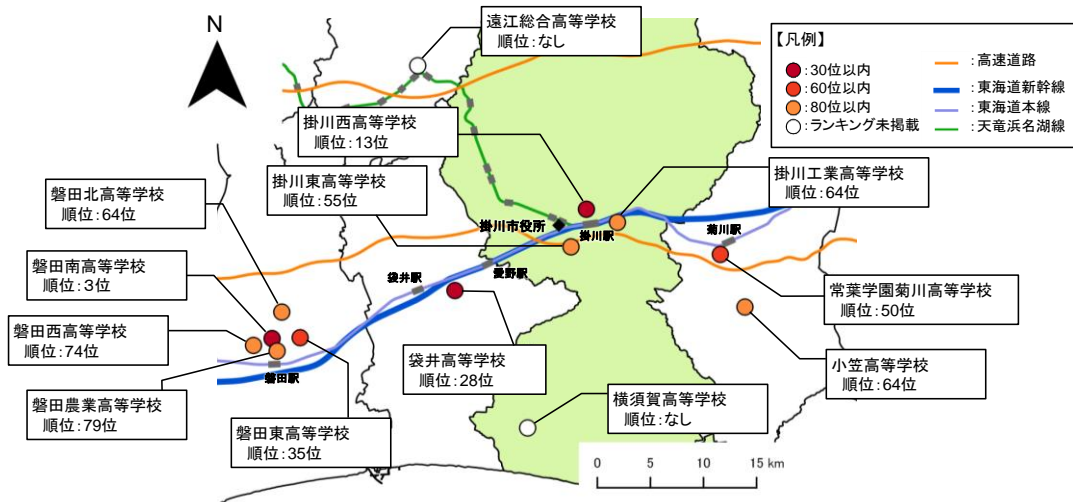 N
遠江総合高等学校
順位:なし
【凡例】
:30位以内
:60位以内
:80位以内
:ランキング未掲載
:高速道路
:東海道新幹線
:東海道本線
:天竜浜名湖線
掛川西高等学校
順位:13位
掛川東高等学校
順位:55位
掛川工業高等学校
順位:64位
磐田北高等学校
順位:64位
掛川市役所
掛川駅
菊川駅
磐田南高等学校
順位:3位
袋井駅
愛野駅
常葉学園菊川高等学校
順位:50位
磐田西高等学校
順位:74位
袋井高等学校
順位:28位
小笠高等学校
順位:64位
磐田駅
磐田農業高等学校
順位:79位
横須賀高等学校
順位:なし
磐田東高等学校
順位:35位
0 5 10 15 km